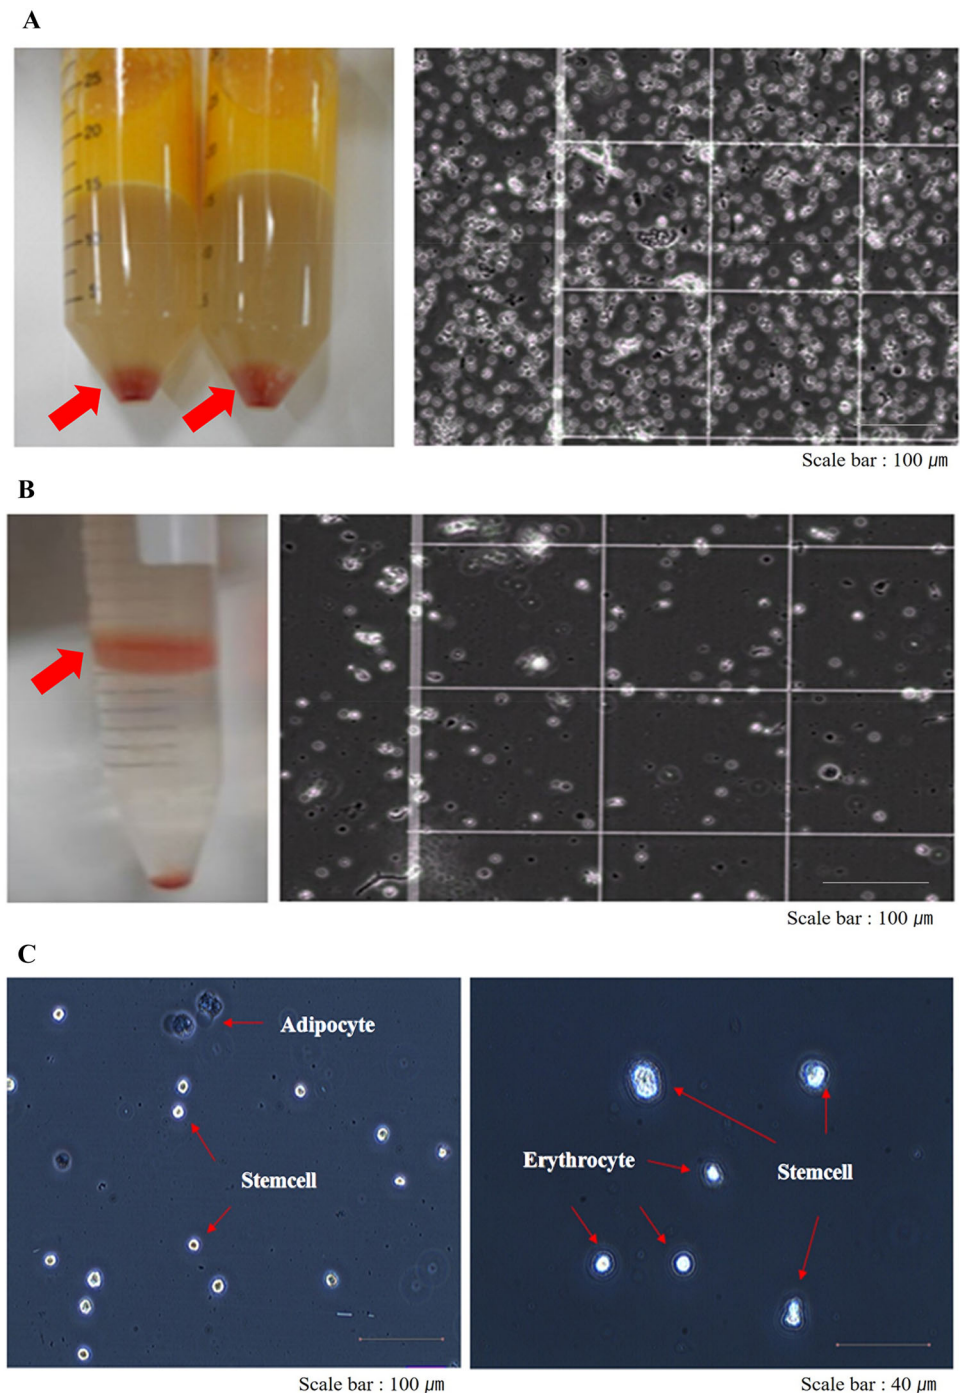 A
25
20
15
10
5
Scale bar : 100 ㎛
B
Scale bar : 100 ㎛
C
Adipocyte
Stemcell
Erythrocyte
Stemcell
Scale bar : 100 ㎛
Scale bar : 40 ㎛